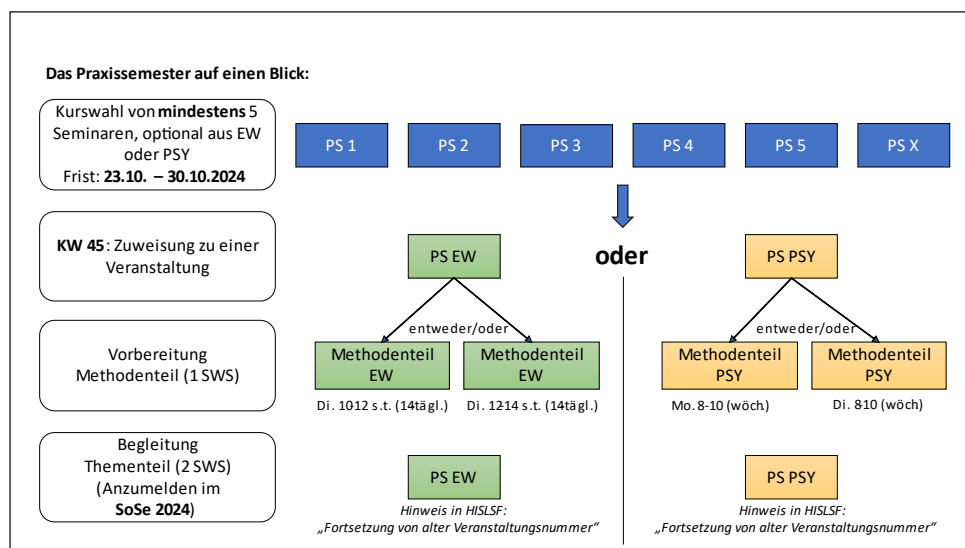 Das Praxissemester auf einen Blick:
Kurswahl von mindestens 5
Seminaren, optional aus EW
oder PSY
Frist: 23.10. – 30.10.2024
PS 1
PS 2
PS 3
PS 4
PS 5
PS X
KW 45: Zuweisung zu einer
Veranstaltung
PS EW
oder
PS PSY
entweder/oder
entweder/oder
Vorbereitung
Methodenteil (1 SWS)
Methodenteil
EW
Methodenteil
EW
Methodenteil
PSY
Methodenteil
PSY
Di. 10-12 s.t. (14-tägl.)
Di. 12-14 s.t. (14-tägl.)
Mo. 8-10 (wöch.)
Di. 8-10 (wöch)
Begleitung
Thementeil (2 SWS)
(Anzumelden im
SoSe 2024)
PS EW
PS PSY
Hinweis in HISLSF:
„Fortsetzung von alter Veranstaltungsnummer“
Hinweis in HISLSF:
„Fortsetzung von alter Veranstaltungsnummer“